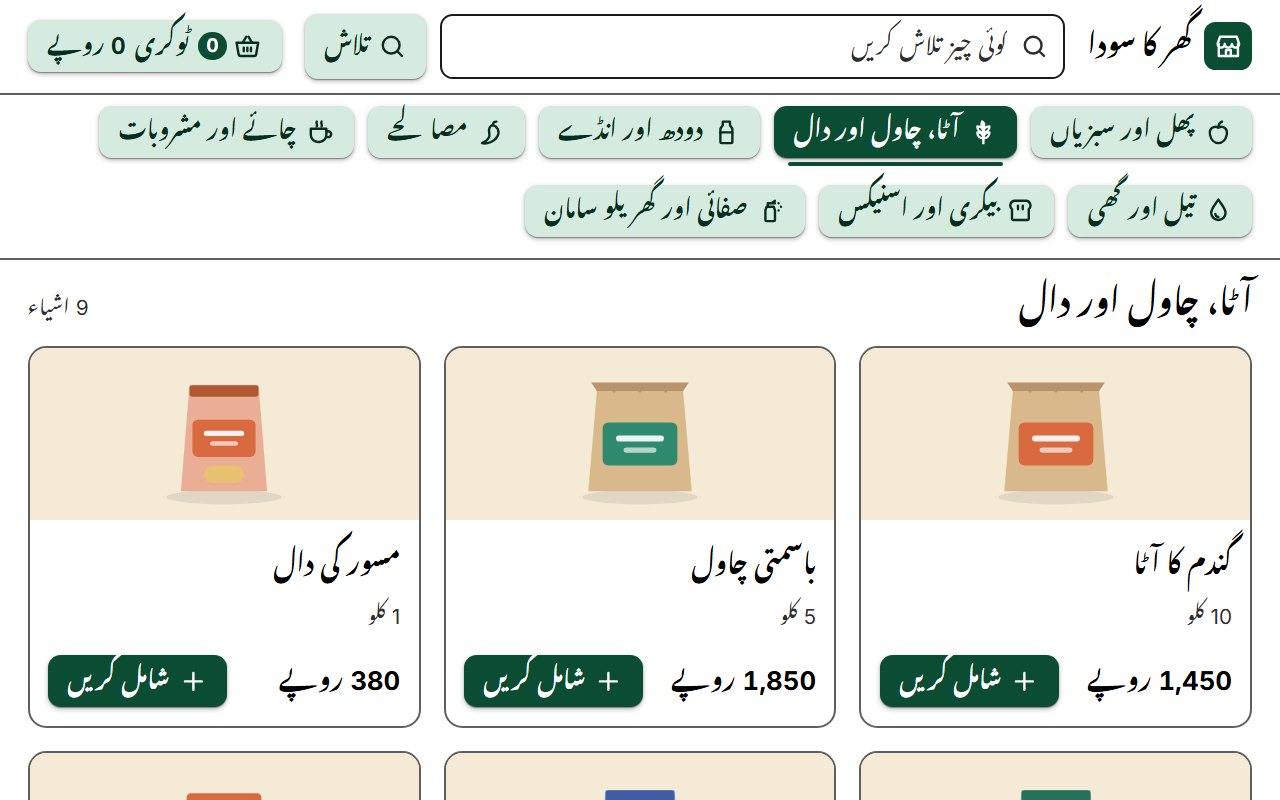 گھر کا سودا
کوئی چیز تلاش کریں
تلاش
0 ٹوکری 0 روپے
پھل اور سبزیاں
آٹا، چاول اور دال
دودھ اور انڈے
مصالحے
چائے اور مشروبات
تیل اور گھی
بیکری اور اسنیکس
صفائی اور گھریلو سامان
آٹا، چاول اور دال
9 اشیاء
گندم کا آٹا
10 کلو
1,450 روپے
شامل کریں
باسمتی چاول
5 کلو
1,850 روپے
شامل کریں
مسور کی دال
1 کلو
380 روپے
شامل کریں